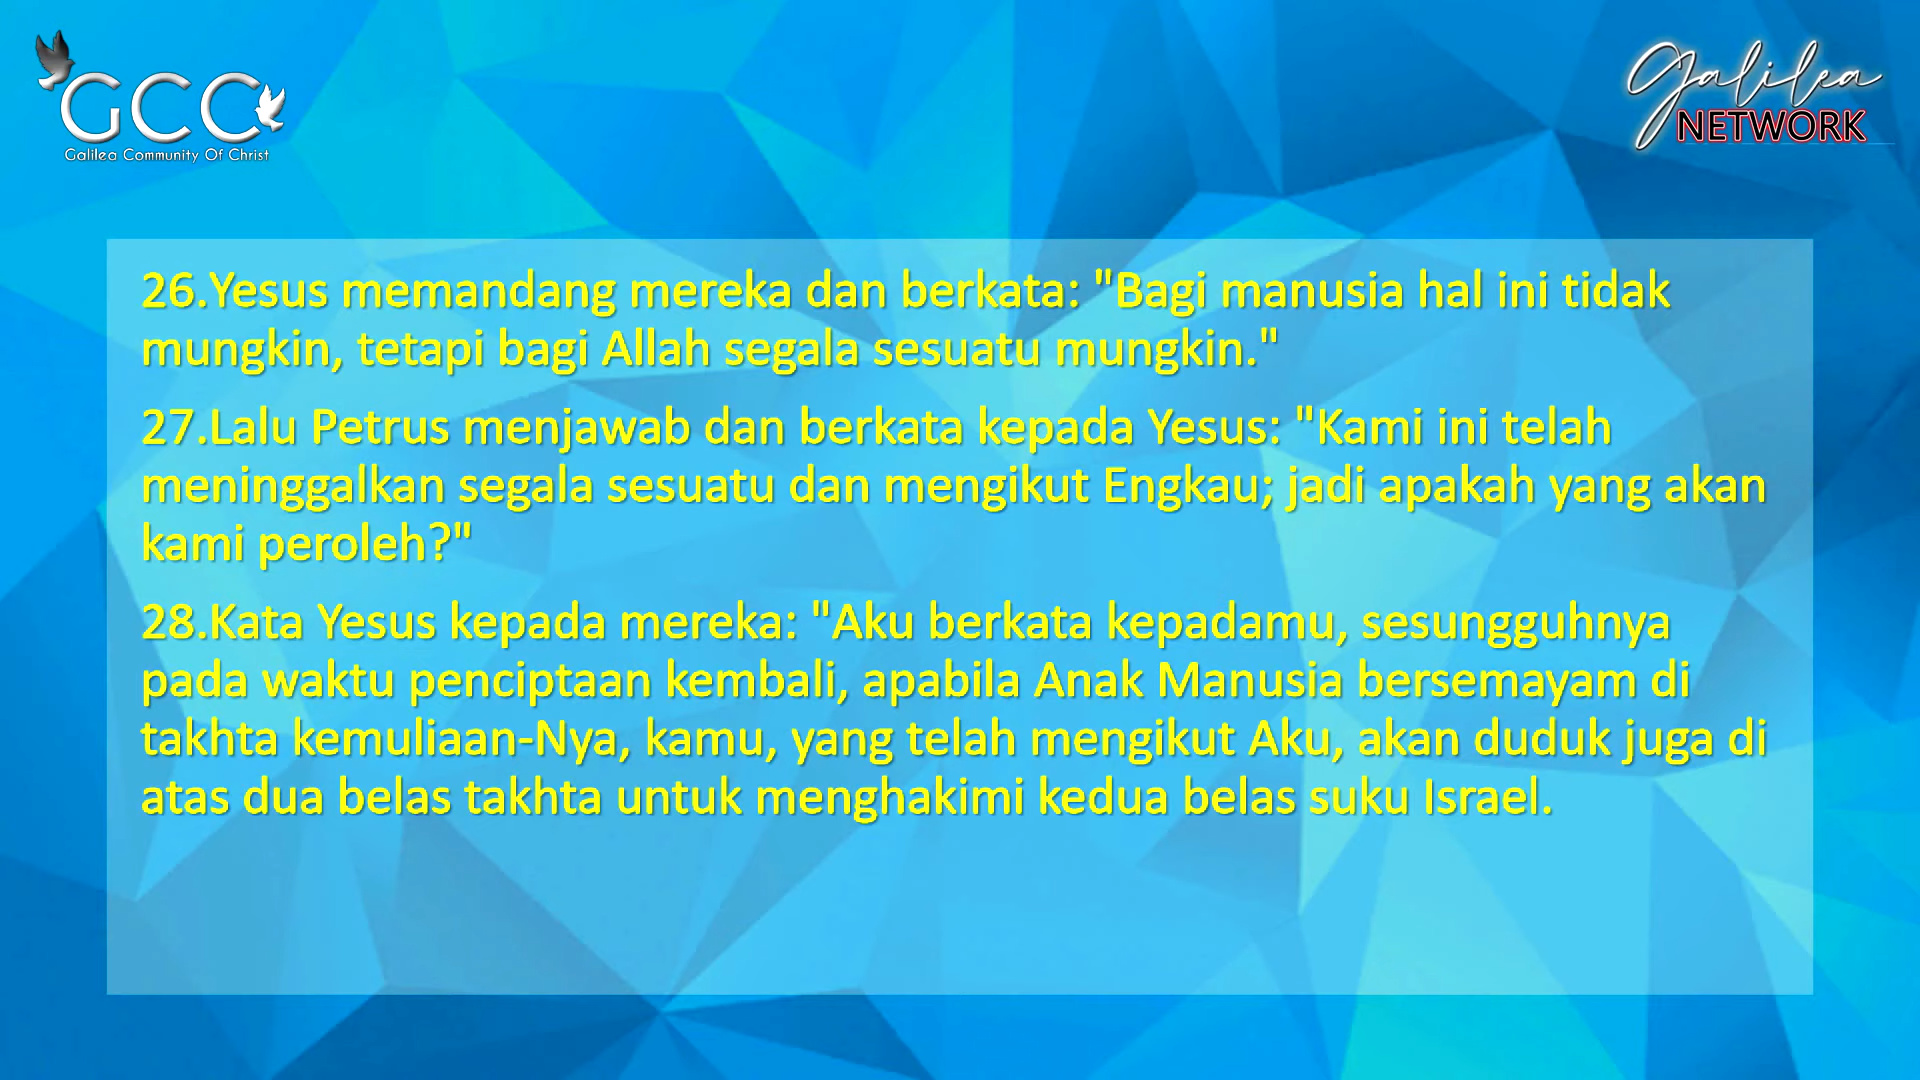 GCC
Galilea Community Of Christ
Galilea
NETWORK
26.Yesus memandang mereka dan berkata: "Bagi manusia hal ini tidak
mungkin, tetapi bagi Allah segala sesuatu mungkin."
27.Lalu Petrus menjawab dan berkata kepada Yesus: "Kami ini telah
meninggalkan segala sesuatu dan mengikut Engkau; jadi apakah yang akan
kami peroleh?"
28.Kata Yesus kepada mereka: "Aku berkata kepadamu, sesungguhnya
pada waktu penciptaan kembali, apabila Anak Manusia bersemayam di
takhta kemuliaan-Nya, kamu, yang telah mengikut Aku, akan duduk juga di
atas dua belas takhta untuk menghakimi kedua belas suku Israel.